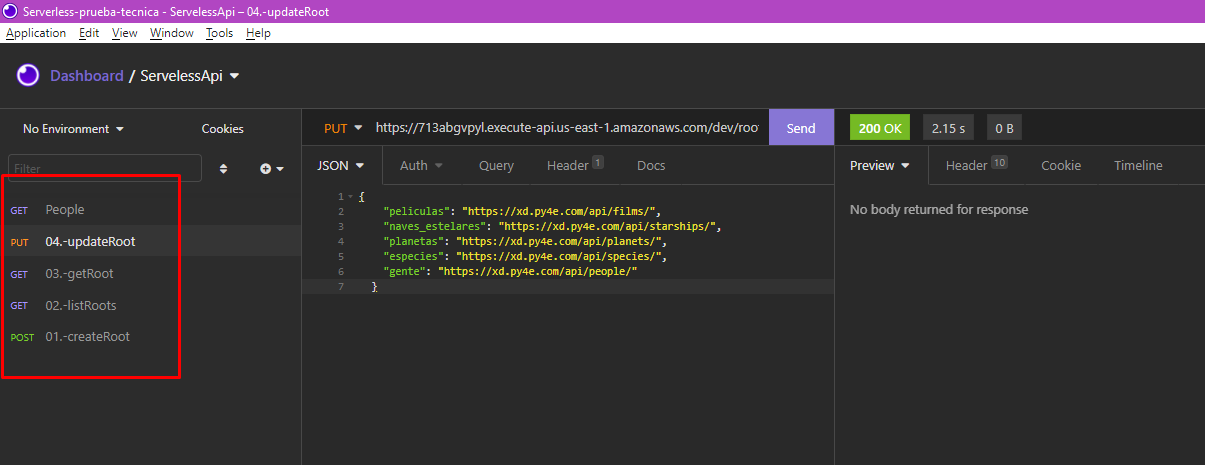 Serverless-prueba-tecnica - ServelessApi – 04.-updateRoot
Application Edit View Window Tools Help
Dashboard / ServelessApi
No Environment Cookies
Filter
GET People
PUT 04.-updateRoot
GET 03.-getRoot
GET 02.-listRoots
POST 01.-createRoot
PUT https://713abgvpyl.execute-api.us-east-1.amazonaws.com/dev/root Send
JSON Auth Query Header 1 Docs
1 {
2 "peliculas": "https://xd.py4e.com/api/films/",
3 "naves_estelares": "https://xd.py4e.com/api/starships/",
4 "planetas": "https://xd.py4e.com/api/planets/",
5 "especies": "https://xd.py4e.com/api/species/",
6 "gente": "https://xd.py4e.com/api/people/"
7 }
200 OK 2.15 s 0 B
Preview Header 10 Cookie Timeline
No body returned for response